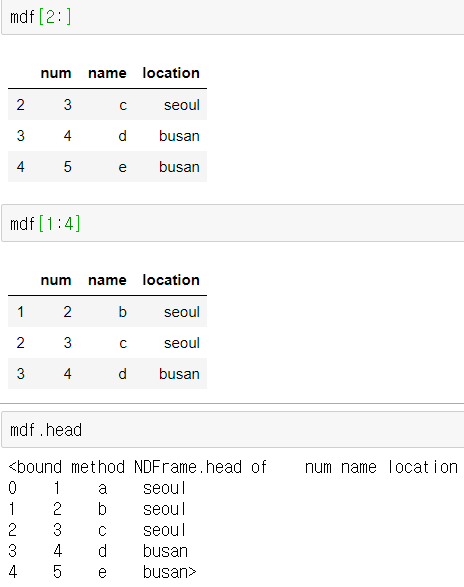 mdf[2:]
num name location
2 3 c seoul
3 4 d busan
4 5 e busan
mdf[1:4]
num name location
1 2 b seoul
2 3 c seoul
3 4 d busan
mdf.head
<bound method NDFrame.head of    num name location
0    1    a    seoul
1    2    b    seoul
2    3    c    seoul
3    4    d    busan
4    5    e    busan>